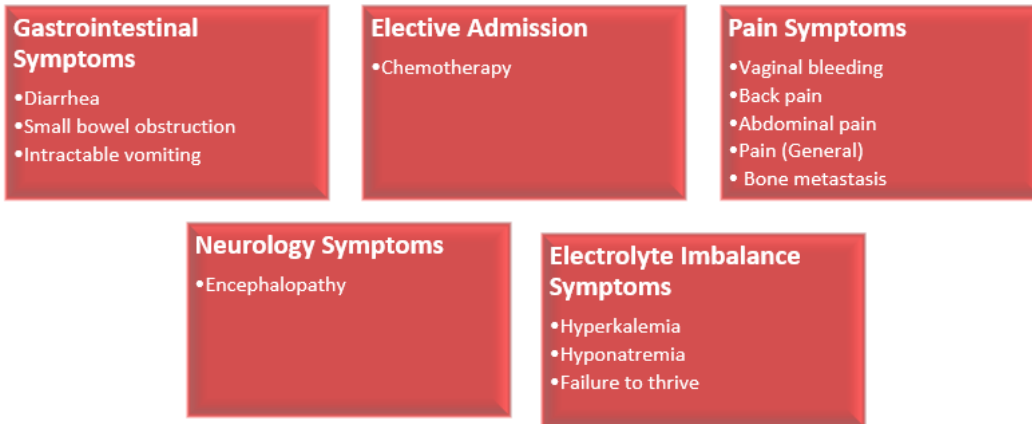 Gastrointestinal
Symptoms
•Diarrhea
•Small bowel obstruction
•Intractable vomiting
Elective Admission
•Chemotherapy
Pain Symptoms
•Vaginal bleeding
•Back pain
•Abdominal pain
•Pain (General)
• Bone metastasis
Neurology Symptoms
•Encephalopathy
Electrolyte Imbalance
Symptoms
•Hyperkalemia
•Hyponatremia
•Failure to thrive